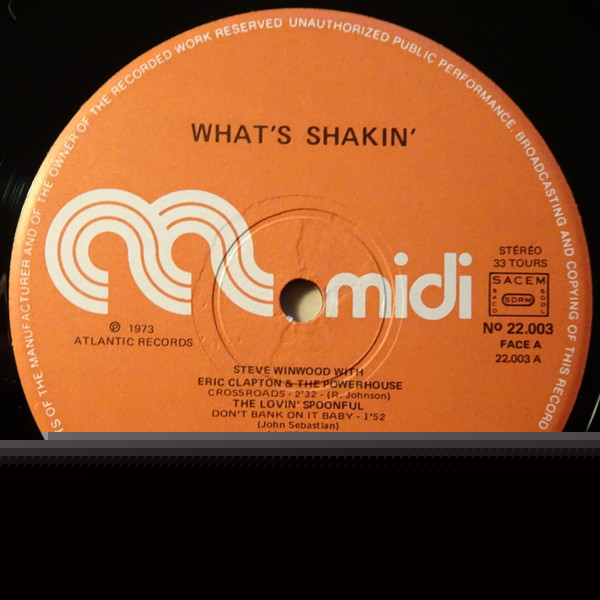 S OF THE MANUFACTURER AND OF THE OWNER OF THE RECORDED WORK RESERVED UNAUTHORIZED PUBLIC PERFORMANCE. BROADCASTING AND COPYING OF THIS RECORD
WHAT'S SHAKIN'
midi
STÉRÉO
33 TOURS
SACEM
SACD
SDRM
SGDL
Nº 22.003
FACE A
22.003 A
℗ 1973
ATLANTIC RECORDS
STEVE WINWOOD WITH
ERIC CLAPTON & THE POWERHOUSE
CROSSROADS - 2'32 - (R. Johnson)
THE LOVIN' SPOONFUL
DON'T BANK ON IT BABY - 1'52
(John Sebastian)